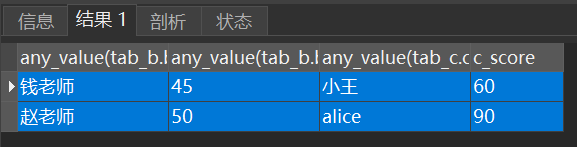 信息 结果 1 剖析 状态
any_value(tab_b.b any_value(tab_b.b any_value(tab_c.c c_score
钱老师 45 小王 60
赵老师 50 alice 90